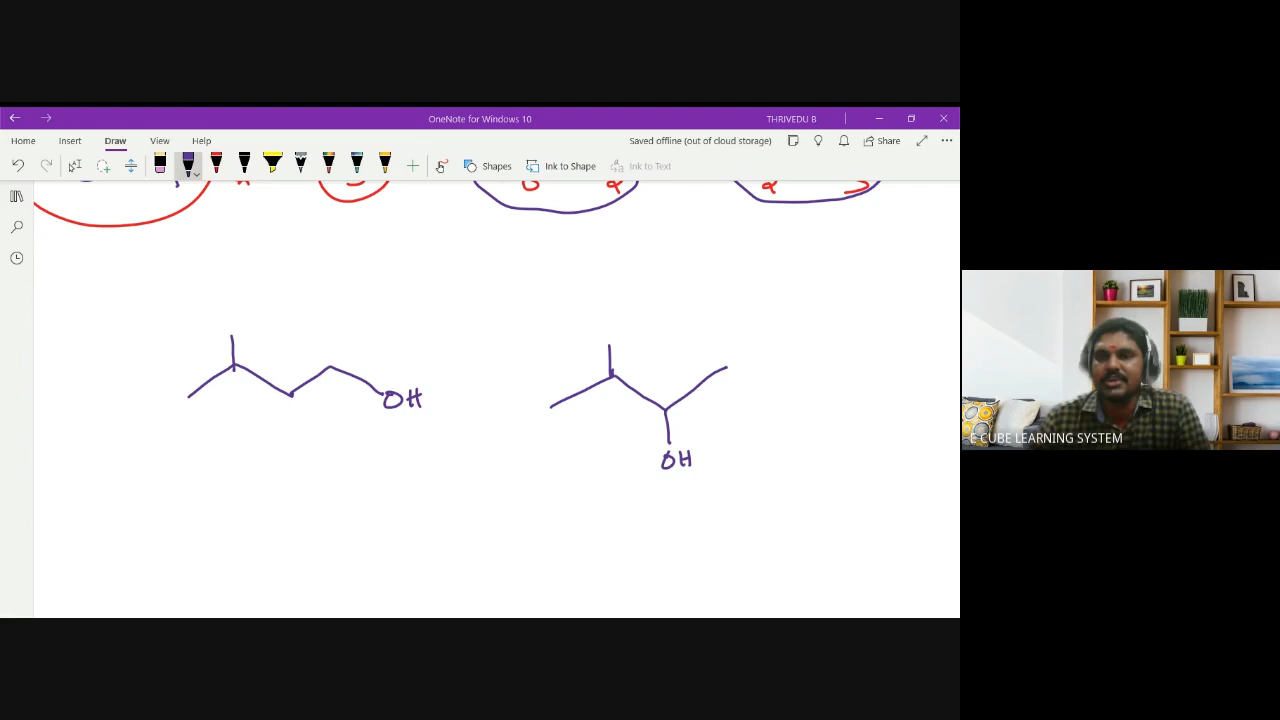 OneNote for Windows 10
THRIVEDU B
Home Insert Draw View Help
Saved offline (out of cloud storage)
Share
Shapes
Ink to Shape
Ink to Text
OH
OH
E CUBE LEARNING SYSTEM